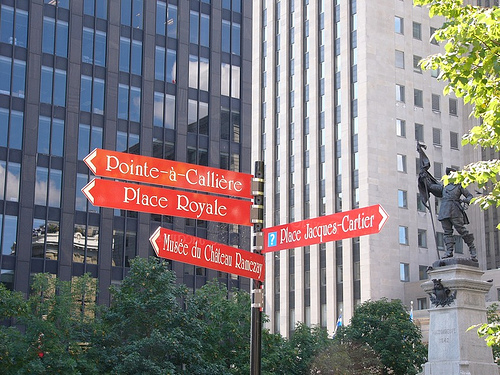 Pointe-à-Callière
Place Royale
Musée du Château Ramezay
? Place Jacques-Cartier